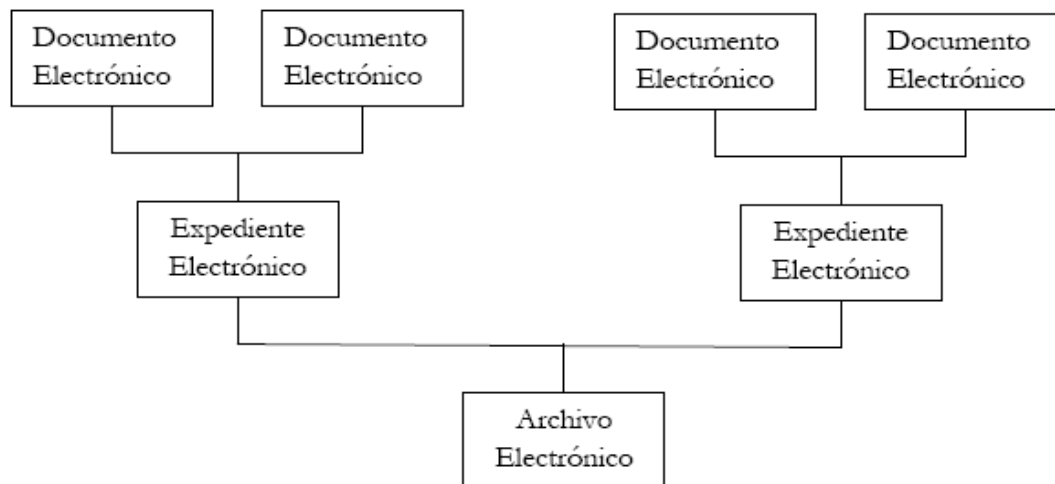 Documento
Electrónico
Documento
Electrónico
Documento
Electrónico
Documento
Electrónico
Expediente
Electrónico
Expediente
Electrónico
Archivo
Electrónico